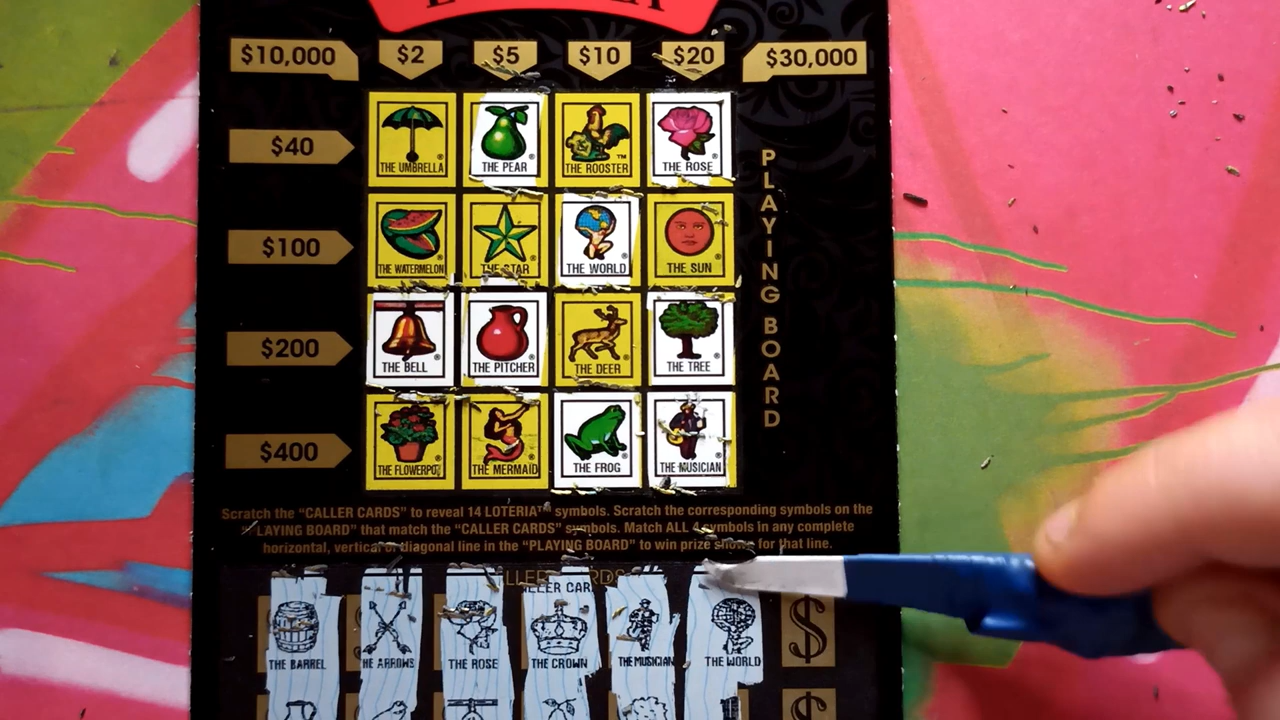 $10,000 $2 $5 $10 $20 $30,000
$40
THE UMBRELLA THE PEAR THE ROOSTER THE ROSE
$100
THE WATERMELON THE STAR THE WORLD THE SUN
$200
THE BELL THE PITCHER THE DEER THE TREE
$400
THE FLOWERPOT THE MERMAID THE FROG THE MUSICIAN
PLAYING BOARD
Scratch the "CALLER CARDS" to reveal 14 LOTERIA™ symbols. Scratch the corresponding symbols on the
"PLAYING BOARD" that match the "CALLER CARDS" symbols. Match ALL 4 symbols in any complete
horizontal, vertical or diagonal line in the "PLAYING BOARD" to win prize shown for that line.
CALLER CARDS
THE BARREL THE ARROWS THE ROSE THE CROWN THE MUSICIAN THE WORLD $